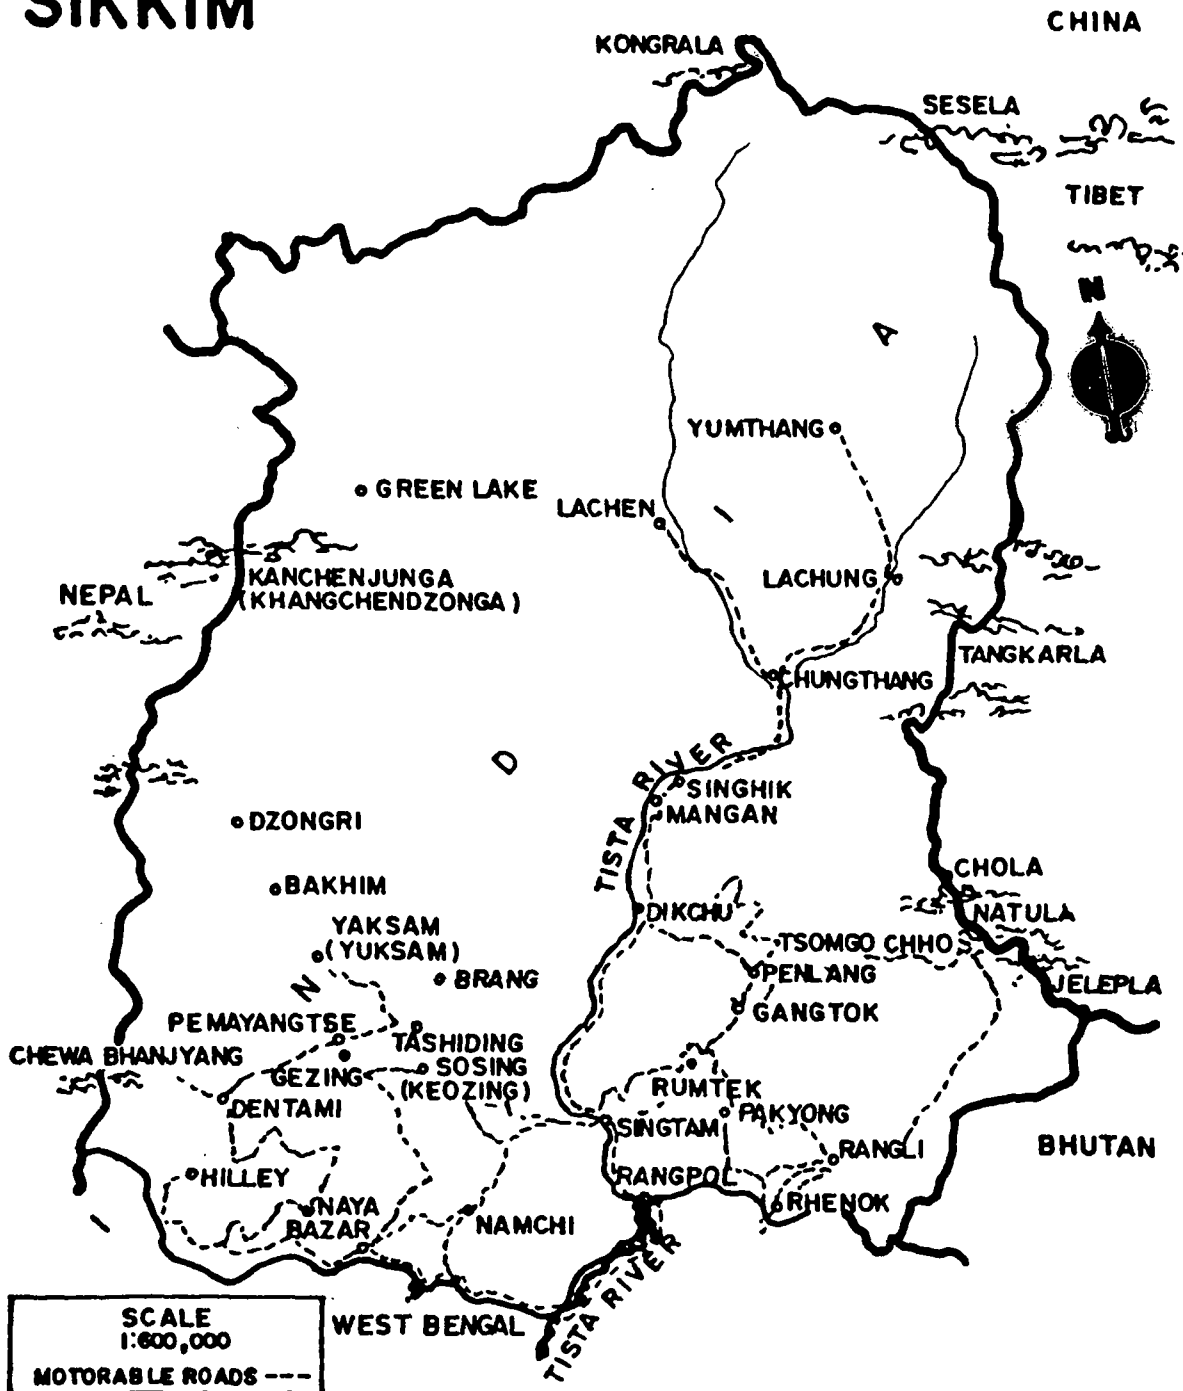 SIKKIM
CHINA
KONGRALA
SESELA
TIBET
N
A
YUMTHANG
GREEN LAKE
LACHEN
I
KANCHENJUNGA
(KHANGCHENDZONGA)
LACHUNG
NEPAL
TANGKARLA
CHUNGTHANG
D
TISTA RIVER
SINGHIK
MANGAN
DZONGRI
CHOLA
BAKHIM
DIKCHU
NATULA
YAKSAM
(YUKSAM)
TSOMGO CHHOS
BRANG
PENLANG
N
JELEPLA
GANGTOK
PEMAYANGTSE
TASHIDING
CHEWA BHANJYANG
SOSING
(KEOZING)
GEZING
RUMTEK
DENTAMI
PAKYONG
SINGTAM
RANGLI
BHUTAN
HILLEY
RANGPOL
NAYA
BAZAR
RHENOK
I
NAMCHI
WEST BENGAL
TISTA RIVER
SCALE
1:600,000
MOTORABLE ROADS ---